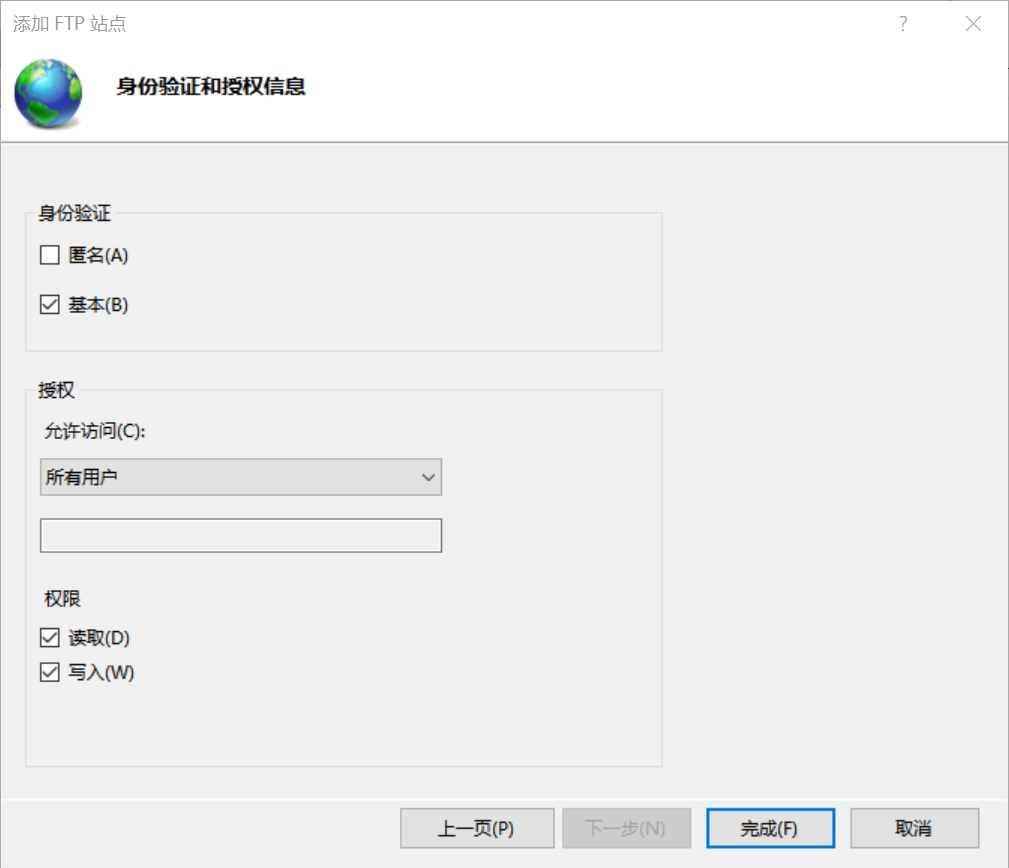 添加 FTP 站点
?
身份验证和授权信息
身份验证
匿名(A)
基本(B)
授权
允许访问(C):
所有用户
权限
读取(D)
写入(W)
上一页(P) 下一步(N) 完成(F) 取消